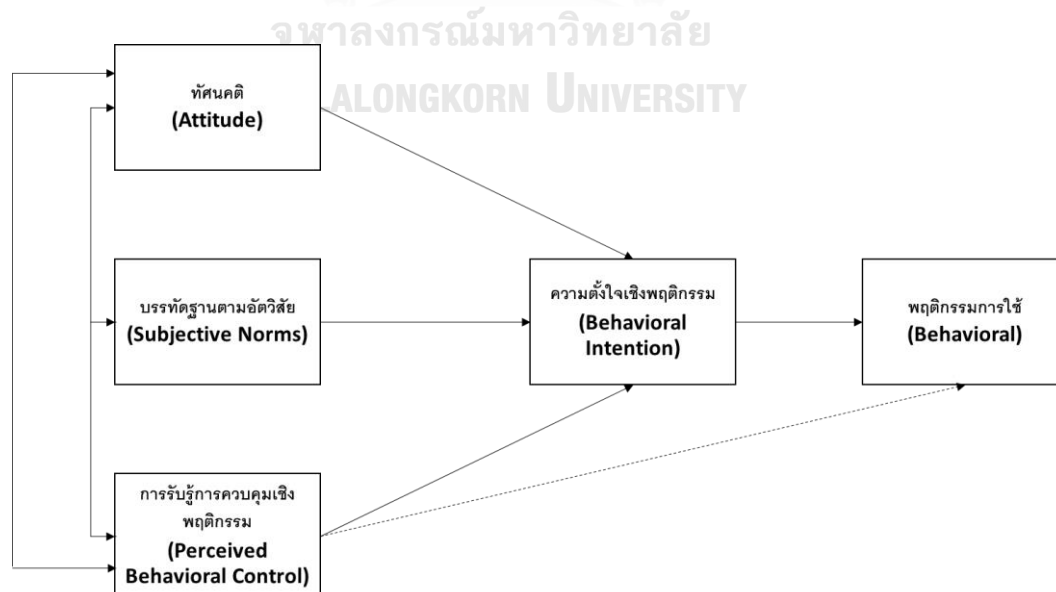 จุฬาลงกรณ์มหาวิทยาลัย
ALONGKORN UNIVERSITY
ทัศนคติ
(Attitude)
บรรทัดฐานตามอัตวิสัย
(Subjective Norms)
ความตั้งใจเชิงพฤติกรรม
(Behavioral
Intention)
พฤติกรรมการใช้
(Behavioral)
การรับรู้การควบคุมเชิง
พฤติกรรม
(Perceived
Behavioral Control)